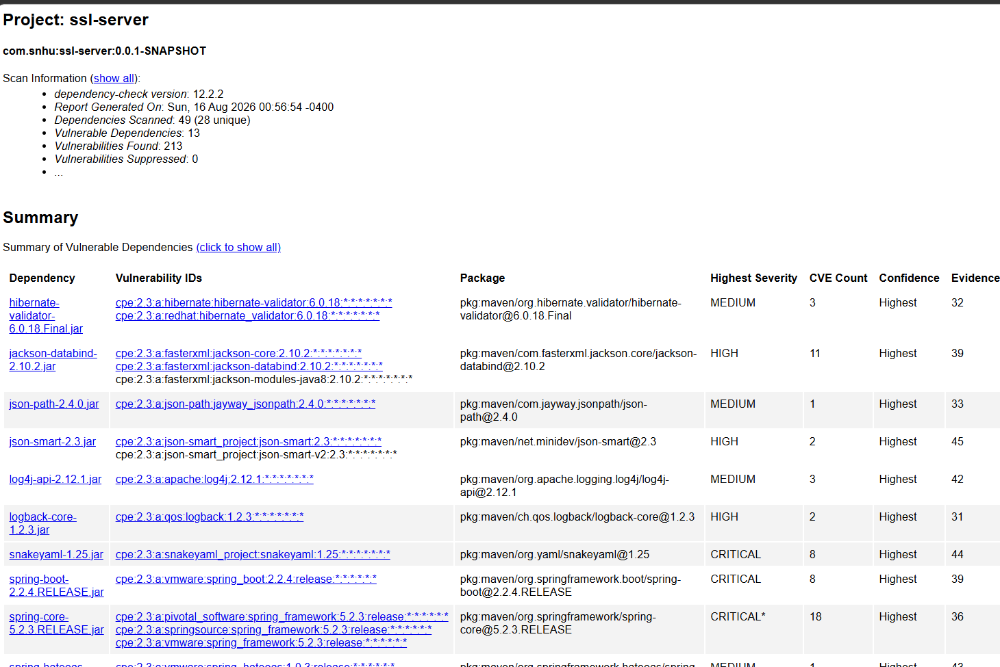 Project: ssl-server
com.snhu:ssl-server:0.0.1-SNAPSHOT
Scan Information (show all):
• dependency-check version: 12.2.2
• Report Generated On: Sun, 16 Aug 2026 00:56:54 -0400
• Dependencies Scanned: 49 (28 unique)
• Vulnerable Dependencies: 13
• Vulnerabilities Found: 213
• Vulnerabilities Suppressed: 0
• ...
Summary
Summary of Vulnerable Dependencies (click to show all)
Dependency Vulnerability IDs Package Highest Severity CVE Count Confidence Evidence
hibernate- cpe:2.3:a:hibernate:hibernate-validator:6.0.18:*:*:*:*:*:*:* pkg:maven/org.hibernate.validator/hibernate- MEDIUM 3 Highest 32
validator- cpe:2.3:a:redhat:hibernate_validator:6.0.18:*:*:*:*:*:*:* validator@6.0.18.Final
6.0.18.Final.jar
jackson-databind- cpe:2.3:a:fasterxml:jackson-core:2.10.2:*:*:*:*:*:*:* pkg:maven/com.fasterxml.jackson.core/jackson- HIGH 11 Highest 39
2.10.2.jar cpe:2.3:a:fasterxml:jackson-databind:2.10.2:*:*:*:*:*:*:* databind@2.10.2
cpe:2.3:a:fasterxml:jackson-modules-java8:2.10.2:*:*:*:*:*:*:*
json-path-2.4.0.jar cpe:2.3:a:json-path:jayway_jsonpath:2.4.0:*:*:*:*:*:*:* pkg:maven/com.jayway.jsonpath/json- MEDIUM 1 Highest 33
path@2.4.0
json-smart-2.3.jar cpe:2.3:a:json-smart_project:json-smart:2.3:*:*:*:*:*:*:* pkg:maven/net.minidev/json-smart@2.3 HIGH 2 Highest 45
cpe:2.3:a:json-smart_project:json-smart-v2:2.3:*:*:*:*:*:*:*
log4j-api-2.12.1.jar cpe:2.3:a:apache:log4j:2.12.1:*:*:*:*:*:*:* pkg:maven/org.apache.logging.log4j/log4j- MEDIUM 3 Highest 42
api@2.12.1
logback-core- cpe:2.3:a:qos:logback:1.2.3:*:*:*:*:*:*:* pkg:maven/ch.qos.logback/logback-core@1.2.3 HIGH 2 Highest 31
1.2.3.jar
snakeyaml-1.25.jar cpe:2.3:a:snakeyaml_project:snakeyaml:1.25:*:*:*:*:*:*:* pkg:maven/org.yaml/snakeyaml@1.25 CRITICAL 8 Highest 44
spring-boot- cpe:2.3:a:vmware:spring_boot:2.2.4:release:*:*:*:*:*:* pkg:maven/org.springframework.boot/spring- CRITICAL 8 Highest 39
2.2.4.RELEASE.jar boot@2.2.4.RELEASE
spring-core- cpe:2.3:a:pivotal_software:spring_framework:5.2.3:release:*:*:*:*:*:* pkg:maven/org.springframework/spring- CRITICAL* 18 Highest 36
5.2.3.RELEASE.jar cpe:2.3:a:springsource:spring_framework:5.2.3:release:*:*:*:*:*:* core@5.2.3.RELEASE
cpe:2.3:a:vmware:spring_framework:5.2.3:release:*:*:*:*:*:*
spring-hateoas- cpe:2.3:a:vmware:spring_hateoas:1.0.3:release:*:*:*:*:*:* pkg:maven/org.springframework.hateoas/spring- MEDIUM 1 Highest 43